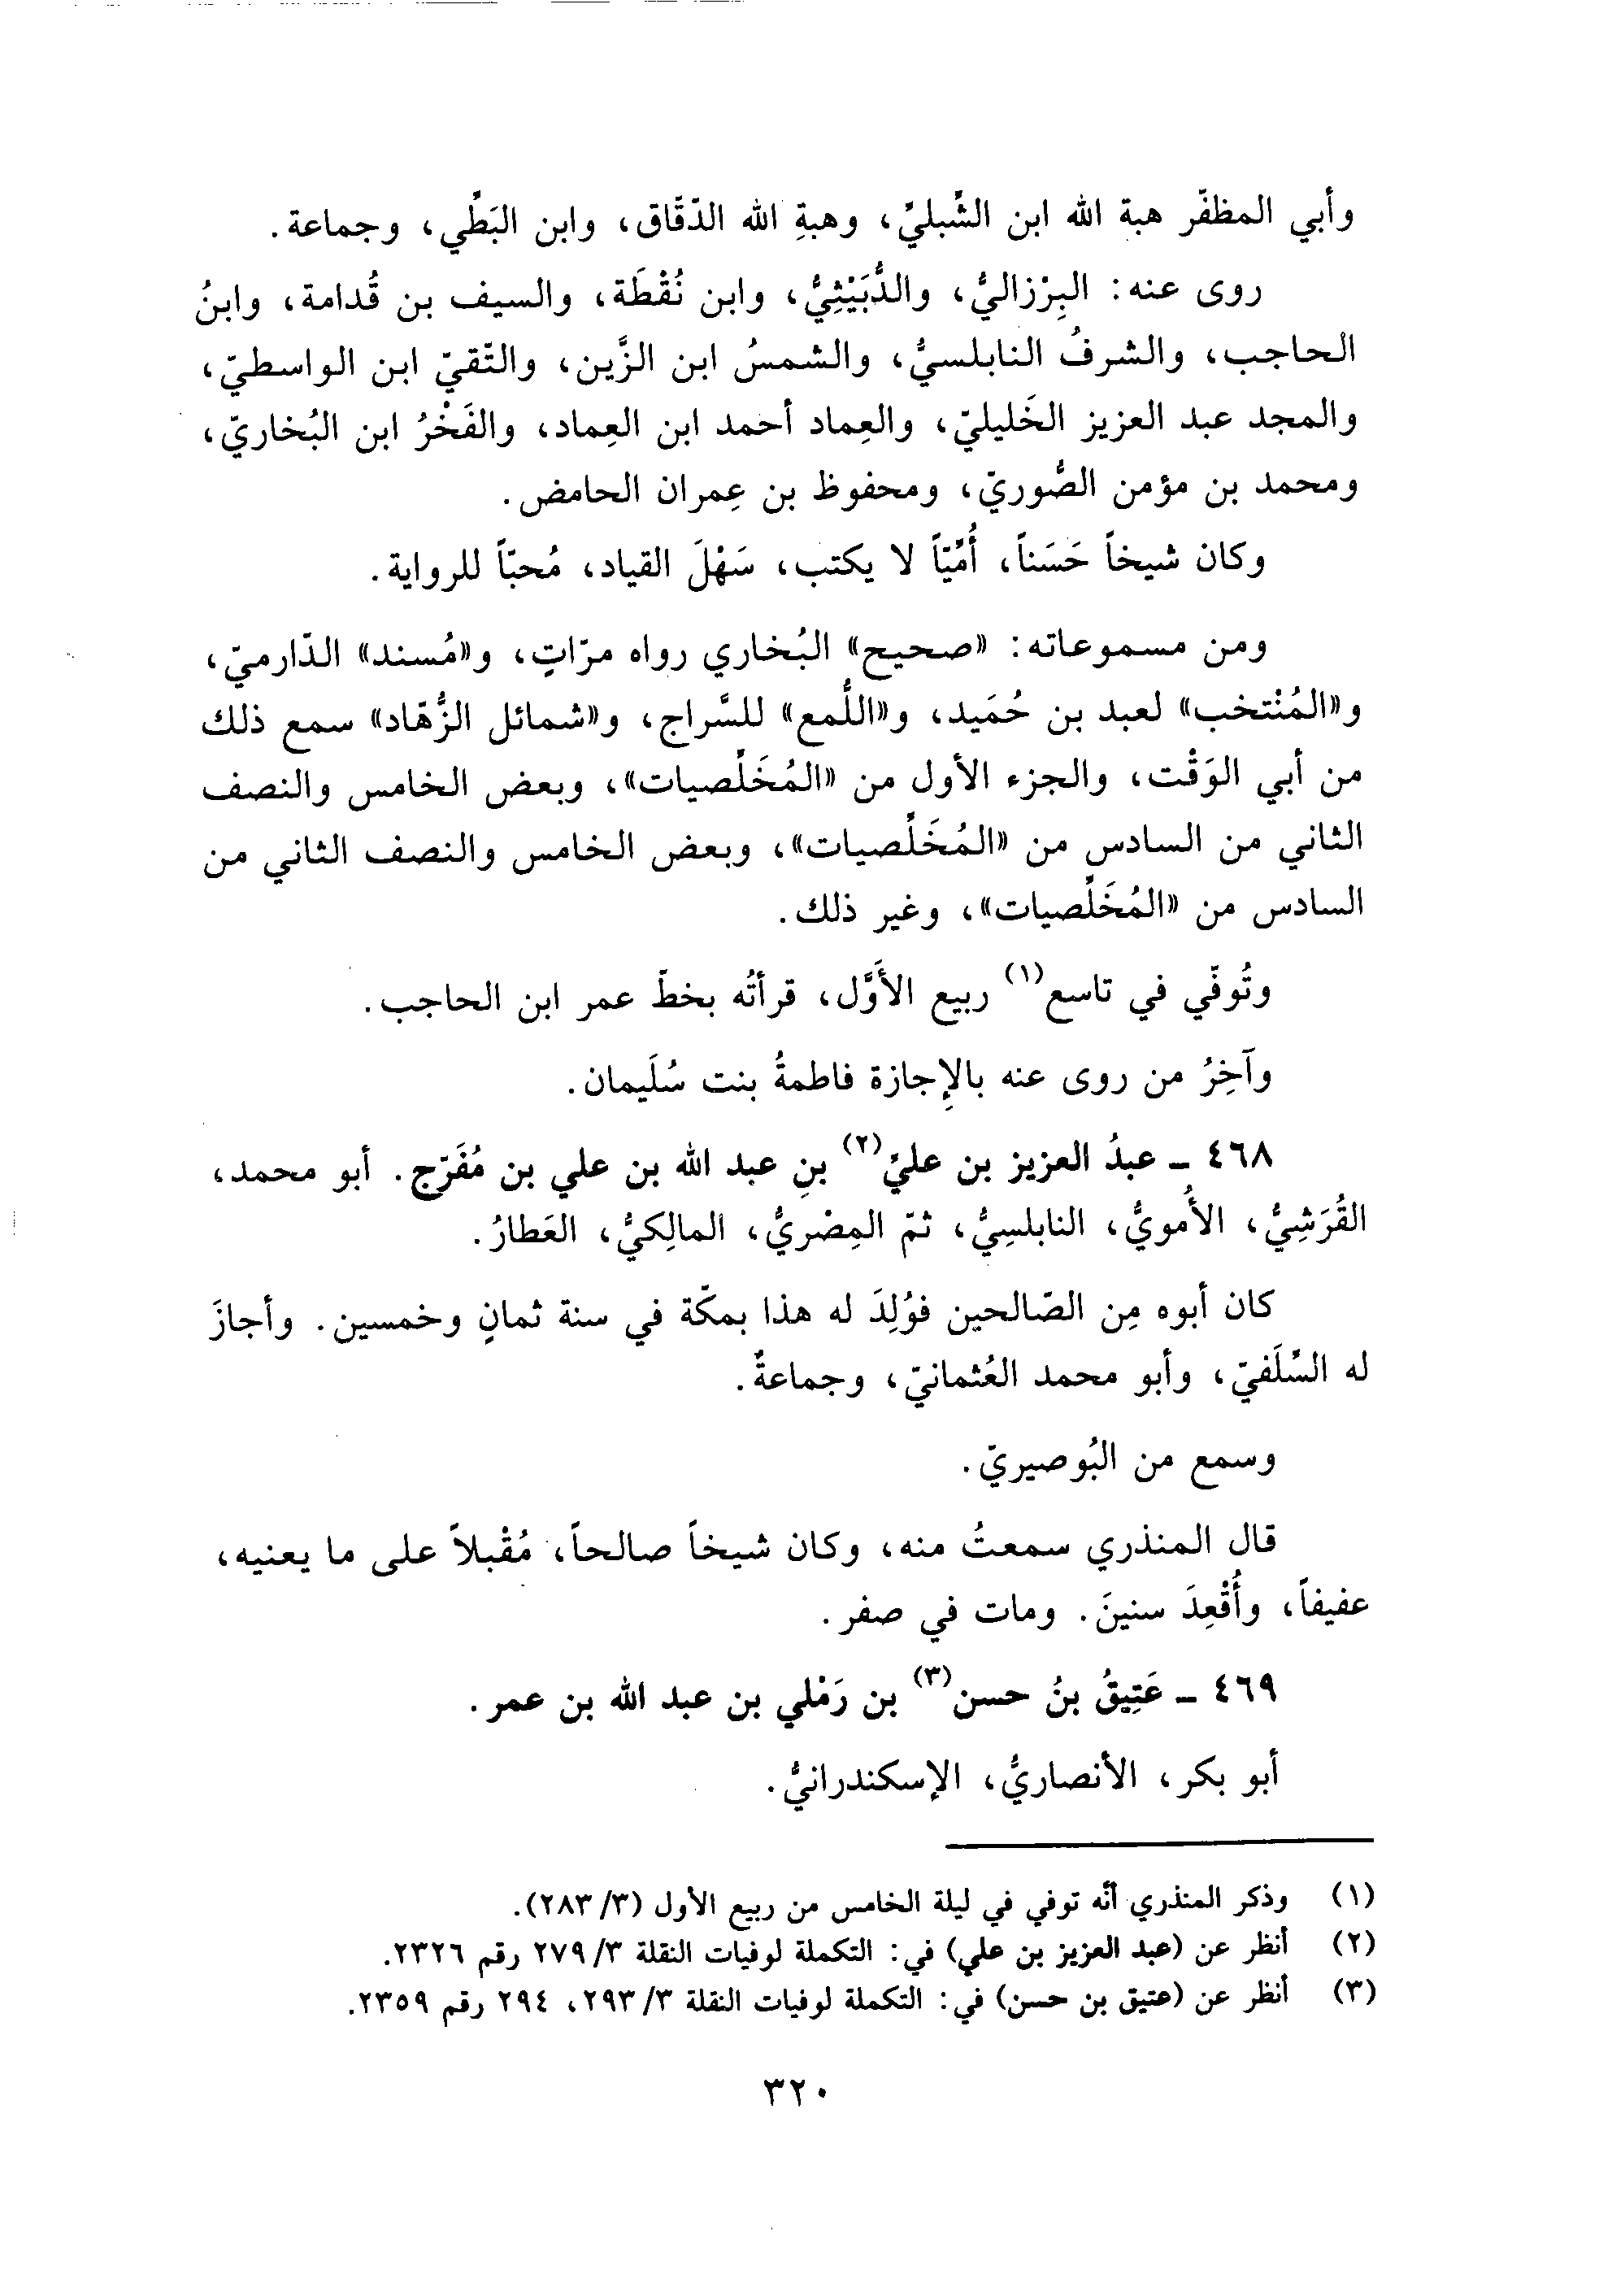 وأبي المظفّر هبة الله ابن الشِّبليِّ، وهبةِ الله الدّقَّاق، وابن البَطِّي، وجماعة.
روى عنه: البِرْزاليُّ، والدُّبَيْثِيُّ، وابن نُقْطَة، والسيف بن قُدامة، وابنُ
الحاجب، والشرفُ النابلسيُّ، والشمسُ ابن الزَّين، والتّقيّ ابن الواسطيّ،
والمجد عبد العزيز الخَليليّ، والعِماد أحمد ابن العِماد، والفَخْرُ ابن البُخاريّ،
ومحمد بن مؤمن الصُّوريّ، ومحفوظ بن عِمران الحامض.
وكان شيخاً حَسَناً، أُمِّيّاً لا يكتب، سَهْلَ القياد، مُحبّاً للرواية.
ومن مسموعاته: «صحيح» البُخاري رواه مرّاتٍ، و«مُسند» الدّارميّ،
و«المُنْتخب» لعبد بن حُمَيد، و«اللُّمع» للسَّراج، و«شمائل الزُّهّاد» سمع ذلك
من أبي الوَقْت، والجزء الأول من «المُخَلِّصيات»، وبعض الخامس والنصف
الثاني من السادس من «المُخَلِّصيات»، وبعض الخامس والنصف الثاني من
السادس من «المُخَلِّصيات»، وغير ذلك.
وتُوفّي في تاسع(١) ربيع الأَوَّل، قرأتُه بخطّ عمر ابن الحاجب.
وآخِرُ من روى عنه بالإِجازة فاطمةُ بنت سُلَيمان.
٤٦٨ ـ عبدُ العزيز بن عليّ(٢) بنِ عبد الله بن علي بن مُفَرّج. أبو محمد،
القُرَشِيُّ، الأُمويُّ، النابلسِيُّ، ثمّ المِصْريُّ، المالِكيُّ، العَطارُ.
كان أبوه مِن الصّالحين فوُلِدَ له هذا بمكّة في سنة ثمانٍ وخمسين. وأجازَ
له السِّلَفيّ، وأبو محمد العُثمانيّ، وجماعةٌ.
وسمع من البُوصيريّ.
قال المنذري سمعتُ منه، وكان شيخاً صالحاً، مُقْبلاً على ما يعنيه،
عفيفاً، وأُقْعِدَ سنينَ. ومات في صفر.
٤٦٩ ـ عَتِيقُ بنُ حسن(٣) بن رَمْلي بن عبد الله بن عمر.
أبو بكر، الأنصاريُّ، الإسكندرانيُّ.
(١) وذكر المنذري أنّه توفي في ليلة الخامس من ربيع الأول (٣/ ٢٨٣).
(٢) أنظر عن (عبد العزيز بن علي) في: التكملة لوفيات النقلة ٣/ ٢٧٩ رقم ٢٣٢٦.
(٣) أنظر عن (عتيق بن حسن) في: التكملة لوفيات النقلة ٣/ ٢٩٣، ٢٩٤ رقم ٢٣٥٩.
٣٢٠